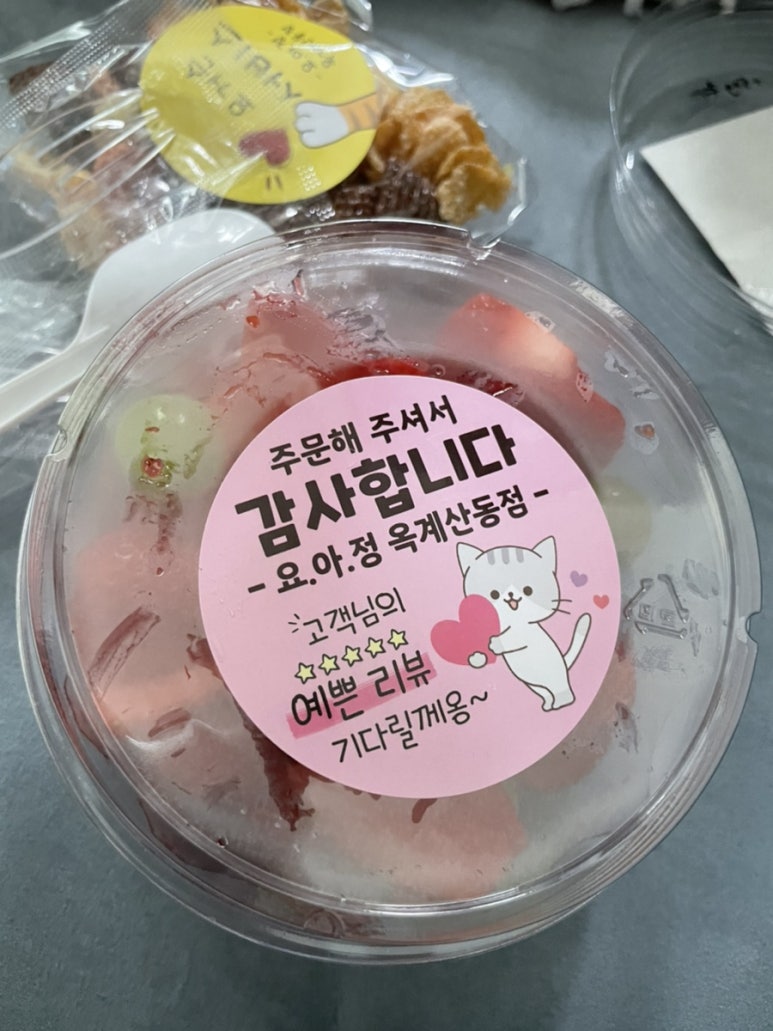 주문해 주셔서
감사합니다
- 요.아.정 옥계산동점 -
고객님의
예쁜 리뷰
기다릴께용~